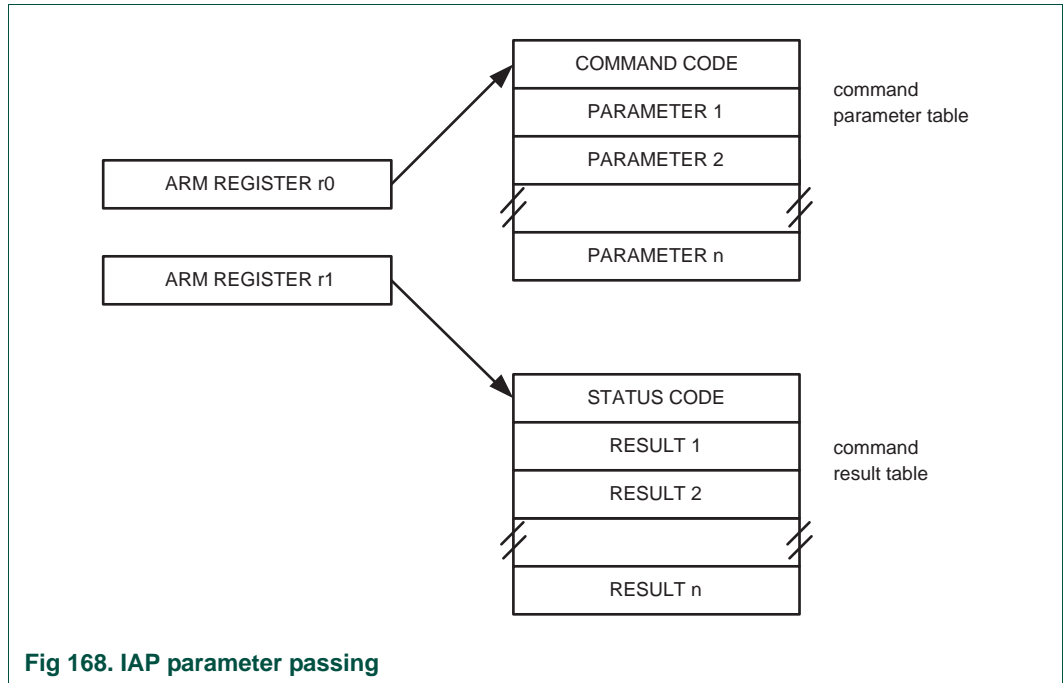 COMMAND CODE
PARAMETER 1
PARAMETER 2
PARAMETER n
command
parameter table
ARM REGISTER r0
ARM REGISTER r1
STATUS CODE
RESULT 1
RESULT 2
RESULT n
command
result table
Fig 168. IAP parameter passing